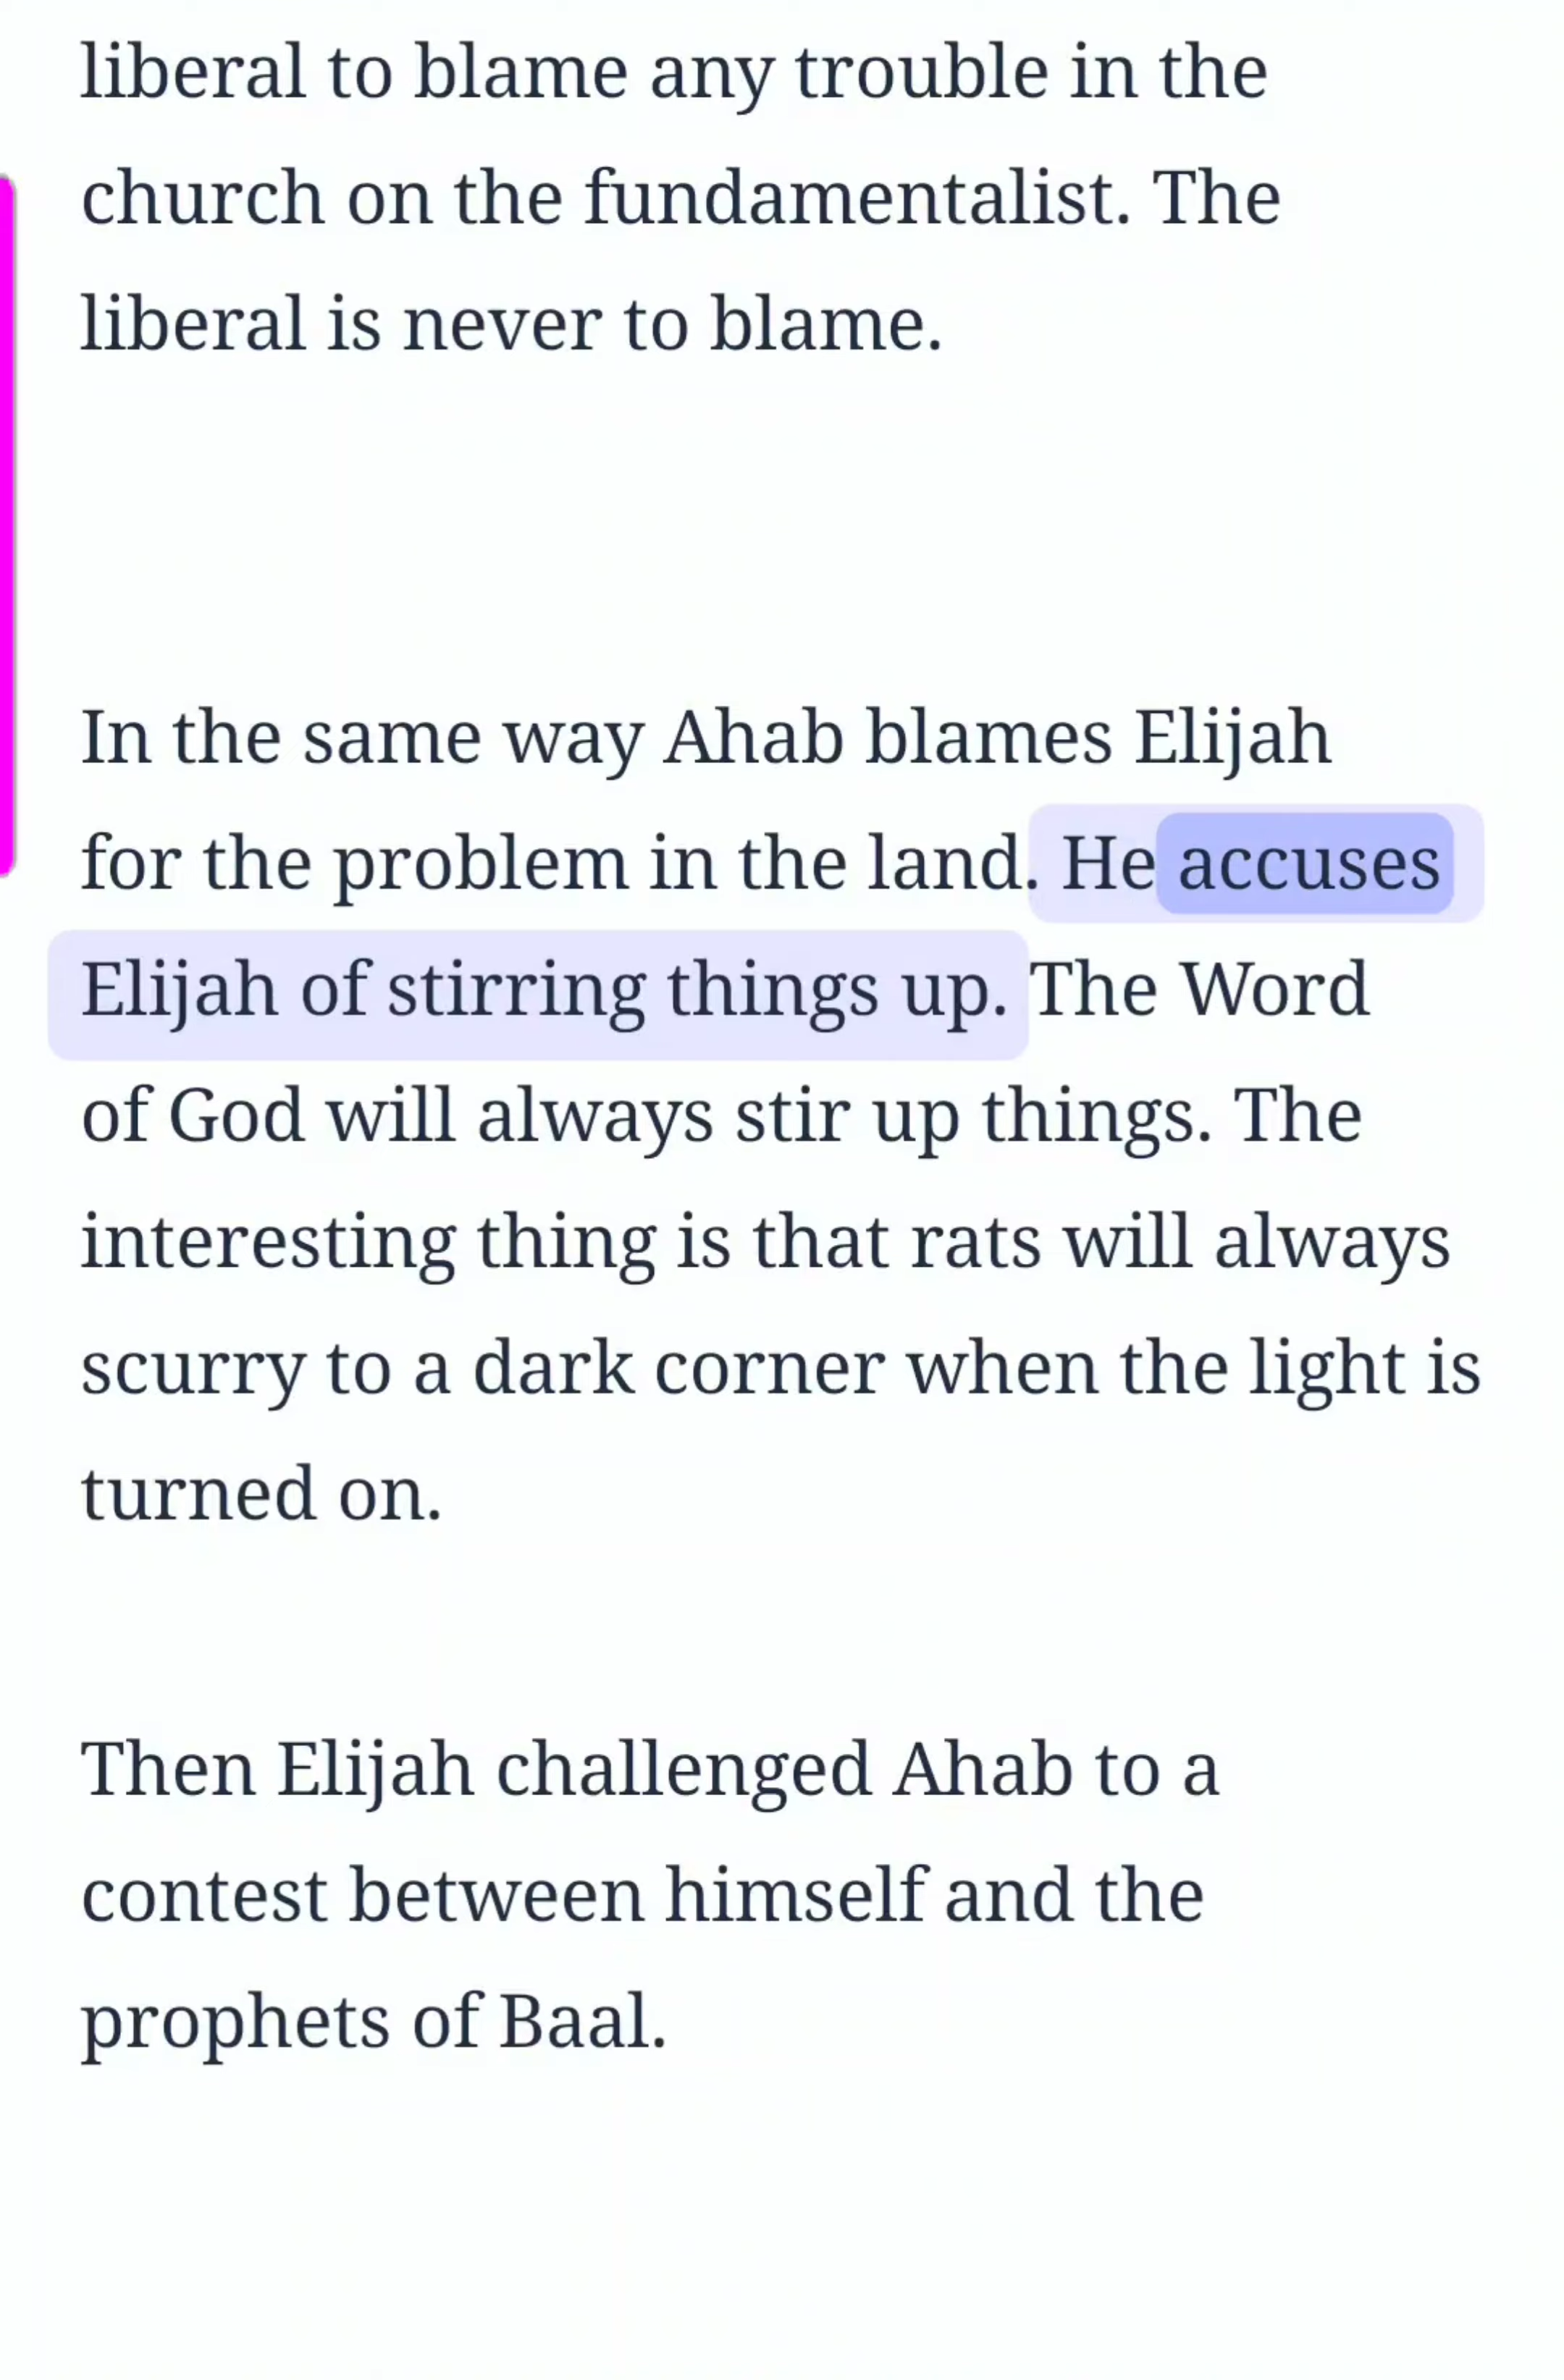 liberal to blame any trouble in the
church on the fundamentalist. The
liberal is never to blame.
In the same way Ahab blames Elijah
for the problem in the land. He accuses
Elijah of stirring things up. The Word
of God will always stir up things. The
interesting thing is that rats will always
scurry to a dark corner when the light is
turned on.
Then Elijah challenged Ahab to a
contest between himself and the
prophets of Baal.